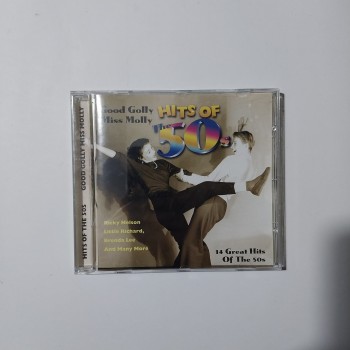 Good Golly
Miss Molly
HITS OF
The 50s
Ricky Nelson
Little Richard,
Brenda Lee
And Many More
14 Great Hits
Of The 50s
HITS OF THE 50S GOOD GOLLY MISS MOLLY